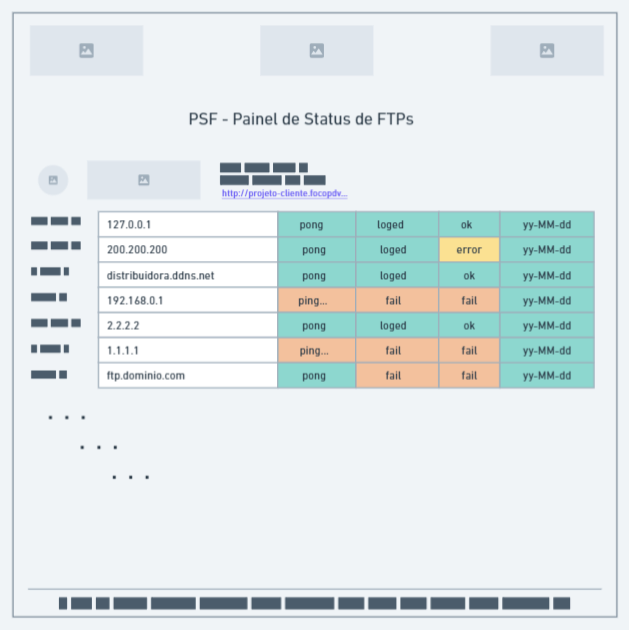 PSF - Painel de Status de FTPs
http://projeto-cliente.focopdv...
127.0.0.1 pong loged ok yy-MM-dd
200.200.200 pong loged error yy-MM-dd
distribuidora.ddns.net pong loged ok yy-MM-dd
192.168.0.1 ping... fail fail yy-MM-dd
2.2.2.2 pong loged ok yy-MM-dd
1.1.1.1 ping... fail fail yy-MM-dd
ftp.dominio.com pong fail fail yy-MM-dd